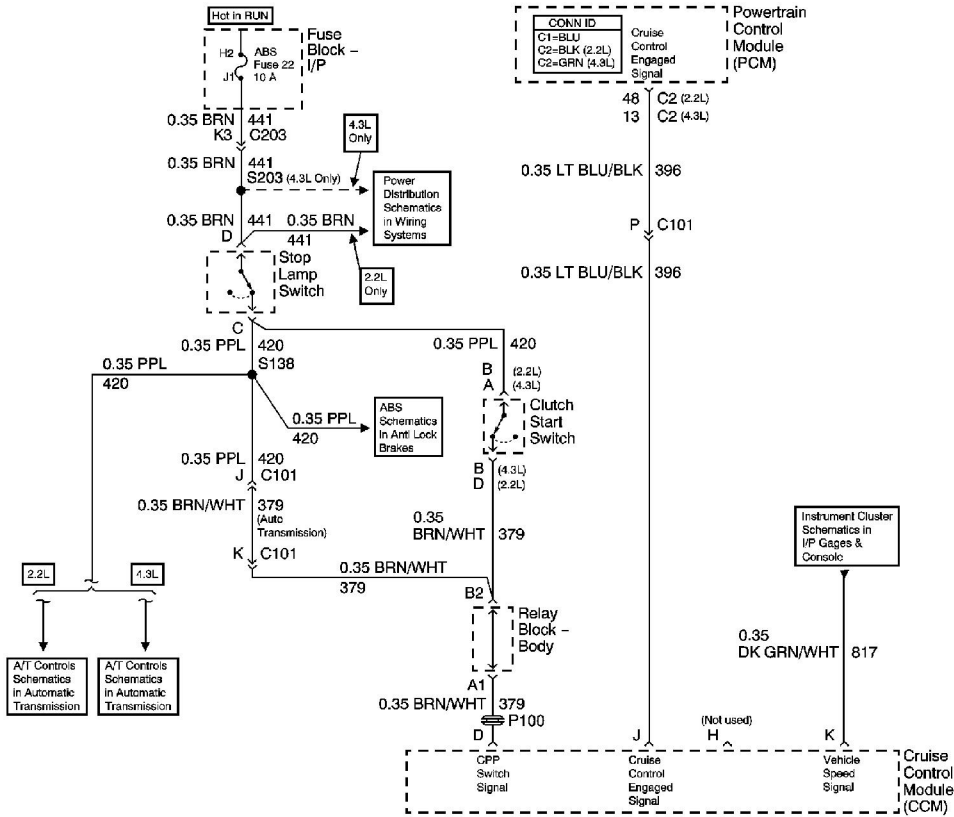 Hot in RUN
Fuse
Block –
I/P
H2
J1
ABS
Fuse 22
10 A
0.35 BRN 441
K3 C203
0.35 BRN 441
S203 (4.3L Only)
4.3L
Only
Power
Distribution
Schematics
in Wiring
Systems
0.35 BRN 441
D
0.35 BRN
441
2.2L
Only
Stop
Lamp
Switch
C
0.35 PPL 420
S138
0.35 PPL
420
0.35 PPL
420
ABS
Schematics
in Anti Lock
Brakes
0.35 PPL 420
J C101
0.35 BRN/WHT 379
(Auto
Transmission)
K C101
0.35 BRN/WHT
379
2.2L
4.3L
A/T Controls
Schematics
in Automatic
Transmission
A/T Controls
Schematics
in Automatic
Transmission
0.35 PPL 420
B (2.2L)
A (4.3L)
Clutch
Start
Switch
B (4.3L)
D (2.2L)
0.35
BRN/WHT 379
B2
Relay
Block –
Body
A1
0.35 BRN/WHT 379
P100
D
CONN ID
C1=BLU
C2=BLK (2.2L)
C2=GRN (4.3L)
Cruise
Control
Engaged
Signal
Powertrain
Control
Module
(PCM)
48 C2 (2.2L)
13 C2 (4.3L)
0.35 LT BLU/BLK 396
P C101
0.35 LT BLU/BLK 396
J
(Not used)
H
Instrument Cluster
Schematics in
I/P Gages &
Console
0.35
DK GRN/WHT 817
K
CPP
Switch
Signal
Cruise
Control
Engaged
Signal
Vehicle
Speed
Signal
Cruise
Control
Module
(CCM)